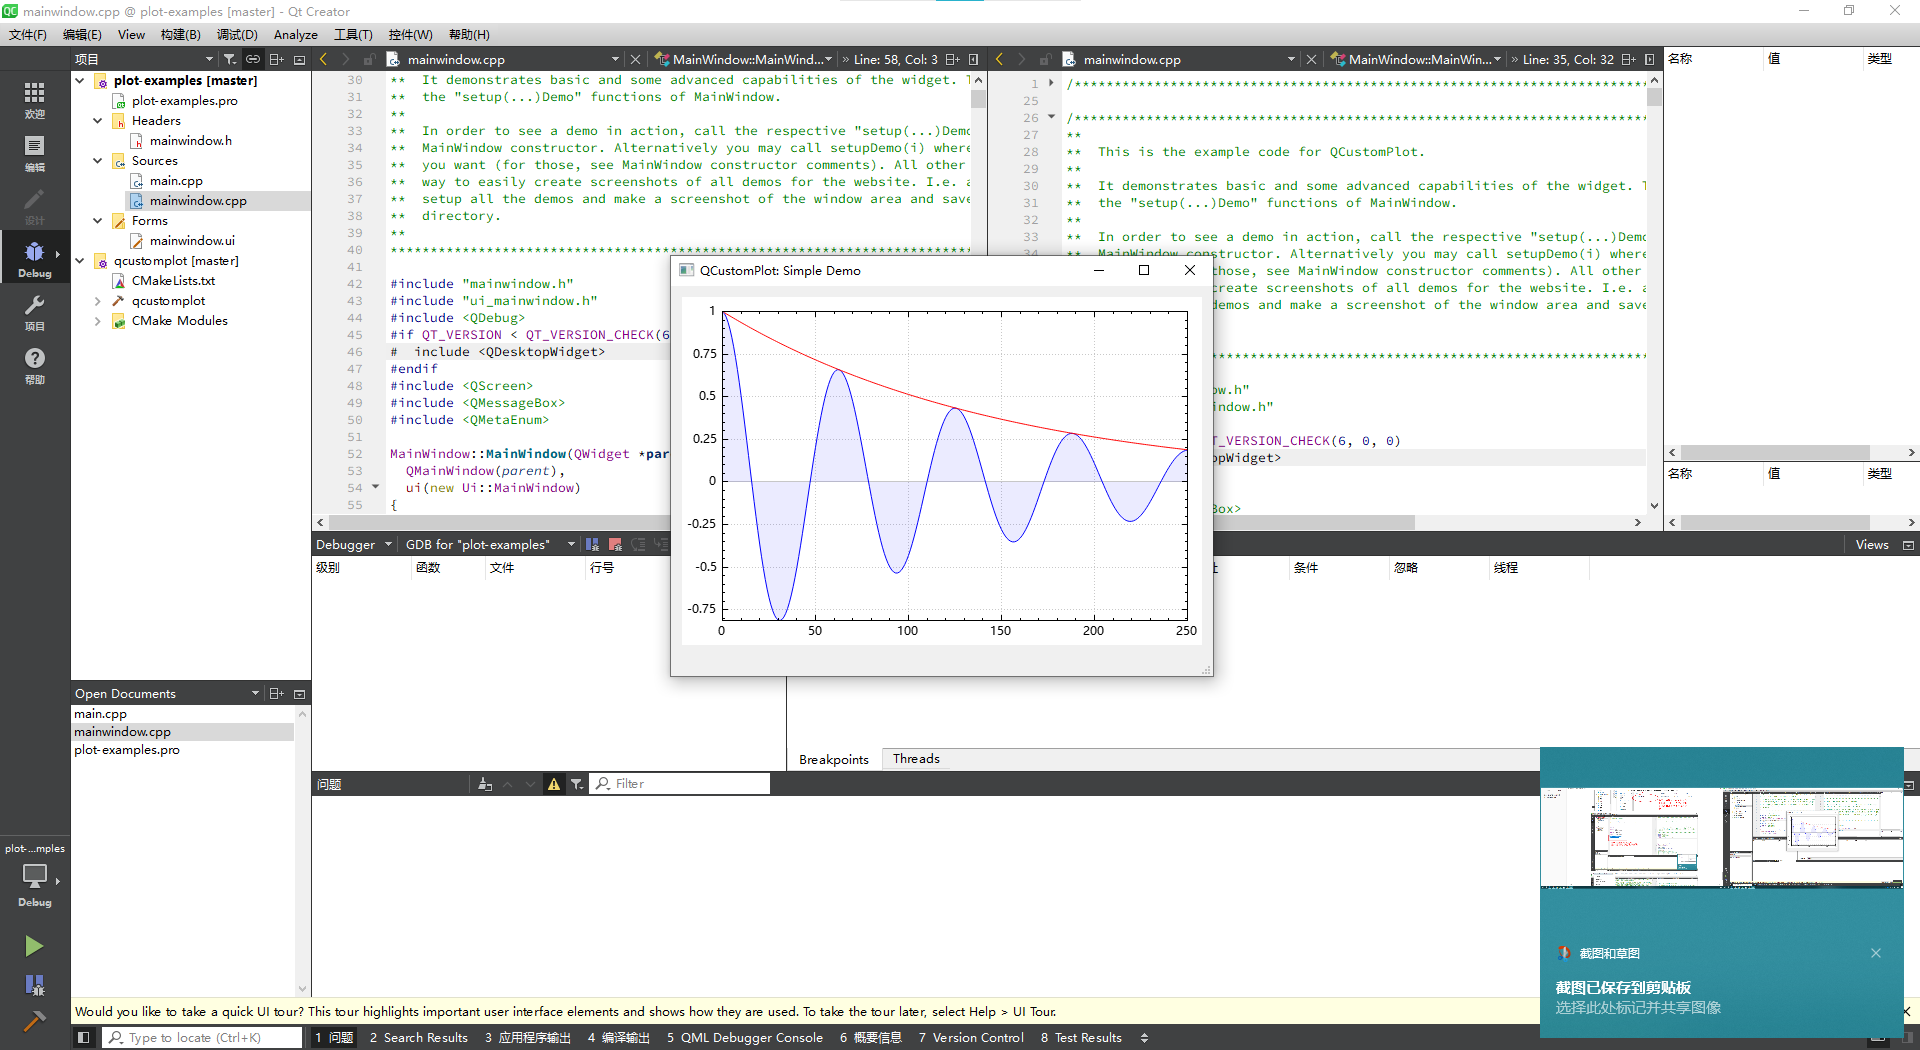 mainwindow.cpp @ plot-examples [master] - Qt Creator
文件(F) 编辑(E) View 构建(B) 调试(D) Analyze 工具(T) 控件(W) 帮助(H)
项目
mainwindow.cpp
MainWindow::MainWind...
» Line: 58, Col: 3
mainwindow.cpp
MainWindow::MainWin...
» Line: 35, Col: 32
名称 值 类型
欢迎
编辑
设计
Debug
项目
帮助
plot-examples [master]
plot-examples.pro
Headers
mainwindow.h
Sources
main.cpp
mainwindow.cpp
Forms
mainwindow.ui
qcustomplot [master]
CMakeLists.txt
qcustomplot
CMake Modules
30 ** It demonstrates basic and some advanced capabilities of the widget.
31 ** the "setup(...)Demo" functions of MainWindow.
32 **
33 ** In order to see a demo in action, call the respective "setup(...)Demo
34 ** MainWindow constructor. Alternatively you may call setupDemo(i) where
35 ** you want (for those, see MainWindow constructor comments). All other
36 ** way to easily create screenshots of all demos for the website. I.e. a
37 ** setup all the demos and make a screenshot of the window area and save
38 ** directory.
39 **
40 *************************************************************************
41
42 #include "mainwindow.h"
43 #include "ui_mainwindow.h"
44 #include <QDebug>
45 #if QT_VERSION < QT_VERSION_CHECK(6
46 #  include <QDesktopWidget>
47 #endif
48 #include <QScreen>
49 #include <QMessageBox>
50 #include <QMetaEnum>
51
52 MainWindow::MainWindow(QWidget *par
53 QMainWindow(parent),
54 ui(new Ui::MainWindow)
55 {
1 /*************************************************************************
25
26 /*************************************************************************
27 **
28 ** This is the example code for QCustomPlot.
29 **
30 ** It demonstrates basic and some advanced capabilities of the widget.
31 ** the "setup(...)Demo" functions of MainWindow.
32 **
33 ** In order to see a demo in action, call the respective "setup(...)Demo
34 ** MainWindow constructor. Alternatively you may call setupDemo(i) where
those, see MainWindow constructor comments). All other
create screenshots of all demos for the website. I.e. a
demos and make a screenshot of the window area and save
*************************************************************************
ow.h"
indow.h"
T_VERSION_CHECK(6, 0, 0)
opWidget>
Box>
名称 值 类型
QCustomPlot: Simple Demo
1
0.75
0.5
0.25
0
-0.25
-0.5
-0.75
0 50 100 150 200 250
Debugger GDB for "plot-examples"
Views
级别 函数 文件 行号
条件 忽略 线程
Breakpoints Threads
Open Documents
main.cpp
mainwindow.cpp
plot-examples.pro
问题
Filter
plot-...mples
Debug
截图和草图
截图已保存到剪贴板
选择此处标记并共享图像
Would you like to take a quick UI tour? This tour highlights important user interface elements and shows how they are used. To take the tour later, select Help > UI Tour.
Type to locate (Ctrl+K)
1 问题 2 Search Results 3 应用程序输出 4 编译输出 5 QML Debugger Console 6 概要信息 7 Version Control 8 Test Results